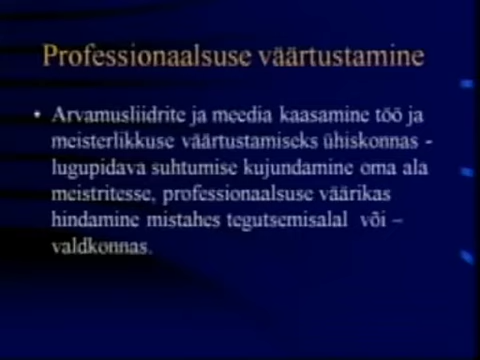 Professionaalsuse väärtustamine
• Arvamusliidrite ja meedia kaasamine töö ja
meisterlikkuse väärtustamiseks ühiskonnas -
lugupidava suhtumise kujundamine oma ala
meistritesse, professionaalsuse väärikas
hindamine mistahes tegutsemisalal või –
valdkonnas.